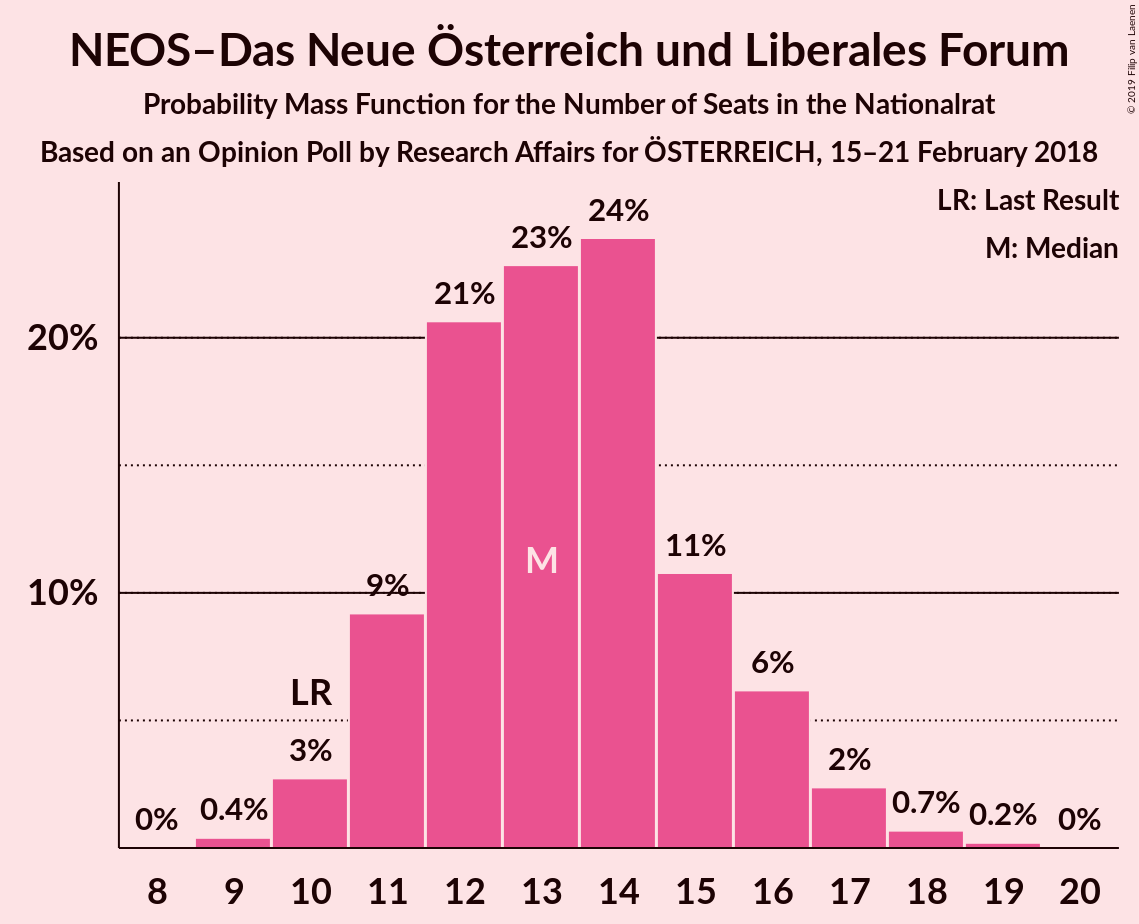 NEOS–Das Neue Österreich und Liberales Forum
Probability Mass Function for the Number of Seats in the Nationalrat
Based on an Opinion Poll by Research Affairs for ÖSTERREICH, 15–21 February 2018
© 2019 Filip van Laenen
LR: Last Result
M: Median
20%
10%
0%
0.4%
LR
3%
9%
21%
23%
M
24%
11%
6%
2%
0.7%
0.2%
0%
8 9 10 11 12 13 14 15 16 17 18 19 20